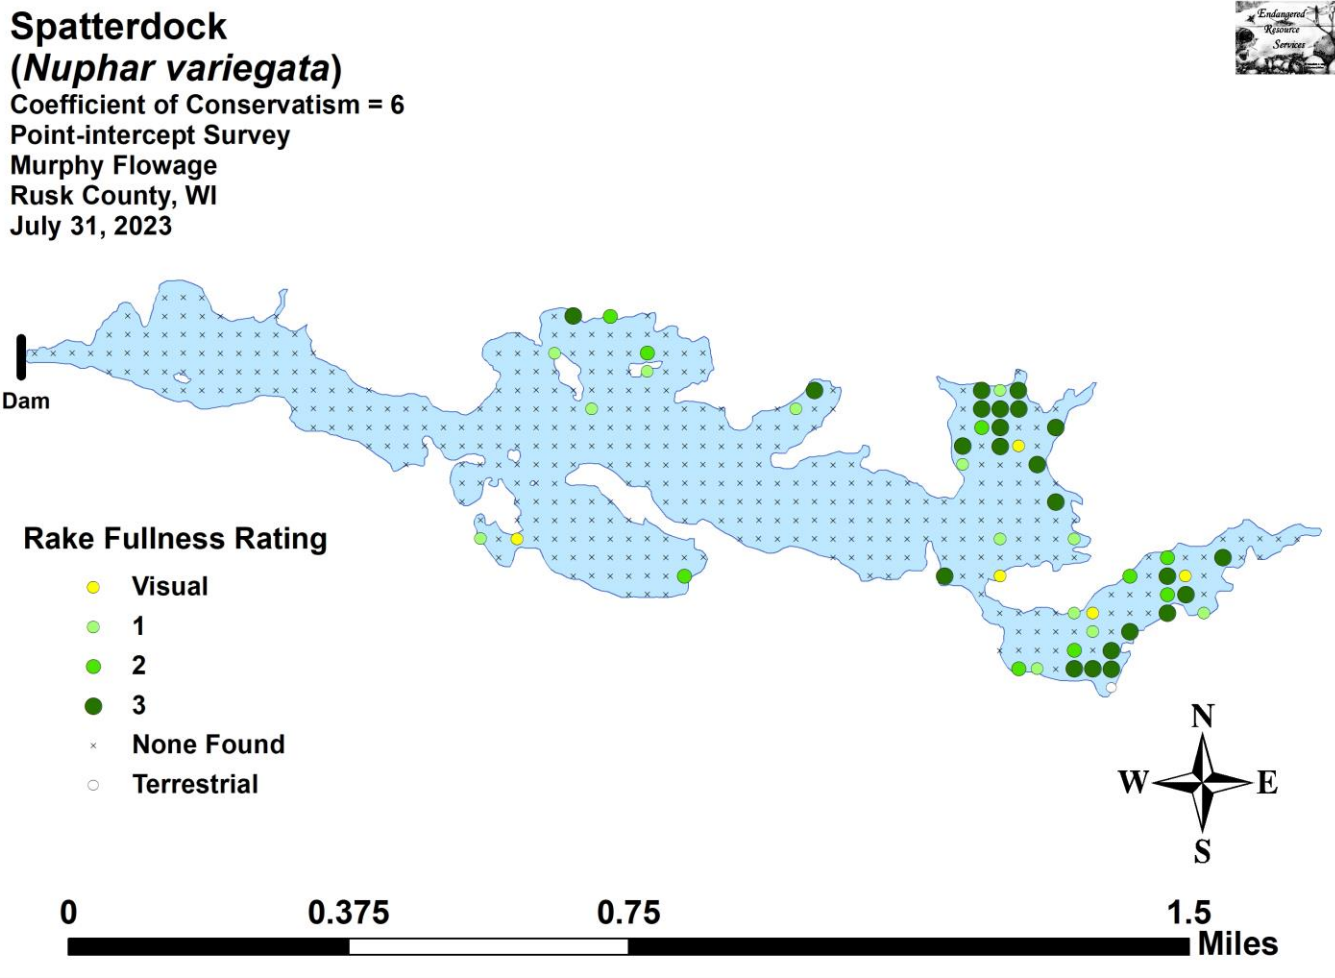 Spatterdock
(Nuphar variegata)
Coefficient of Conservatism = 6
Point-intercept Survey
Murphy Flowage
Rusk County, WI
July 31, 2023
Endangered
Resource
Services
Dam
Rake Fullness Rating
Visual
1
2
3
None Found
Terrestrial
N
W E
S
0 0.375 0.75 1.5
Miles